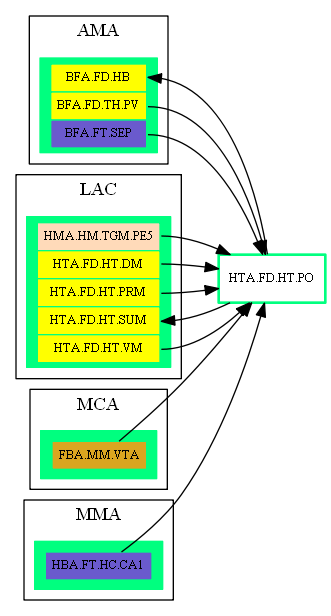 AMA
BFA.FD.HB
BFA.FD.TH.PV
BFA.FT.SEP
LAC
HMA.HM.TGM.PE5
HTA.FD.HT.DM
HTA.FD.HT.PRM
HTA.FD.HT.SUM
HTA.FD.HT.VM
HTA.FD.HT.PO
MCA
FBA.MM.VTA
MMA
HBA.FT.HC.CA1